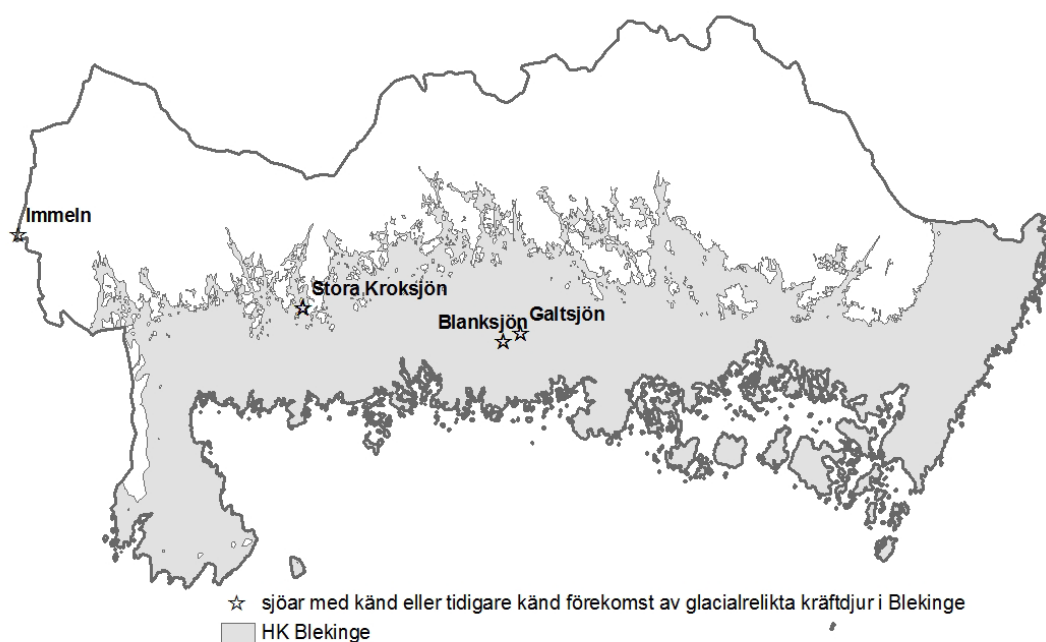 Immeln
Stora Kroksjön
Galtsjön
Blanksjön
sjöar med känd eller tidigare känd förekomst av glacialrelikta kräftdjur i Blekinge
HK Blekinge